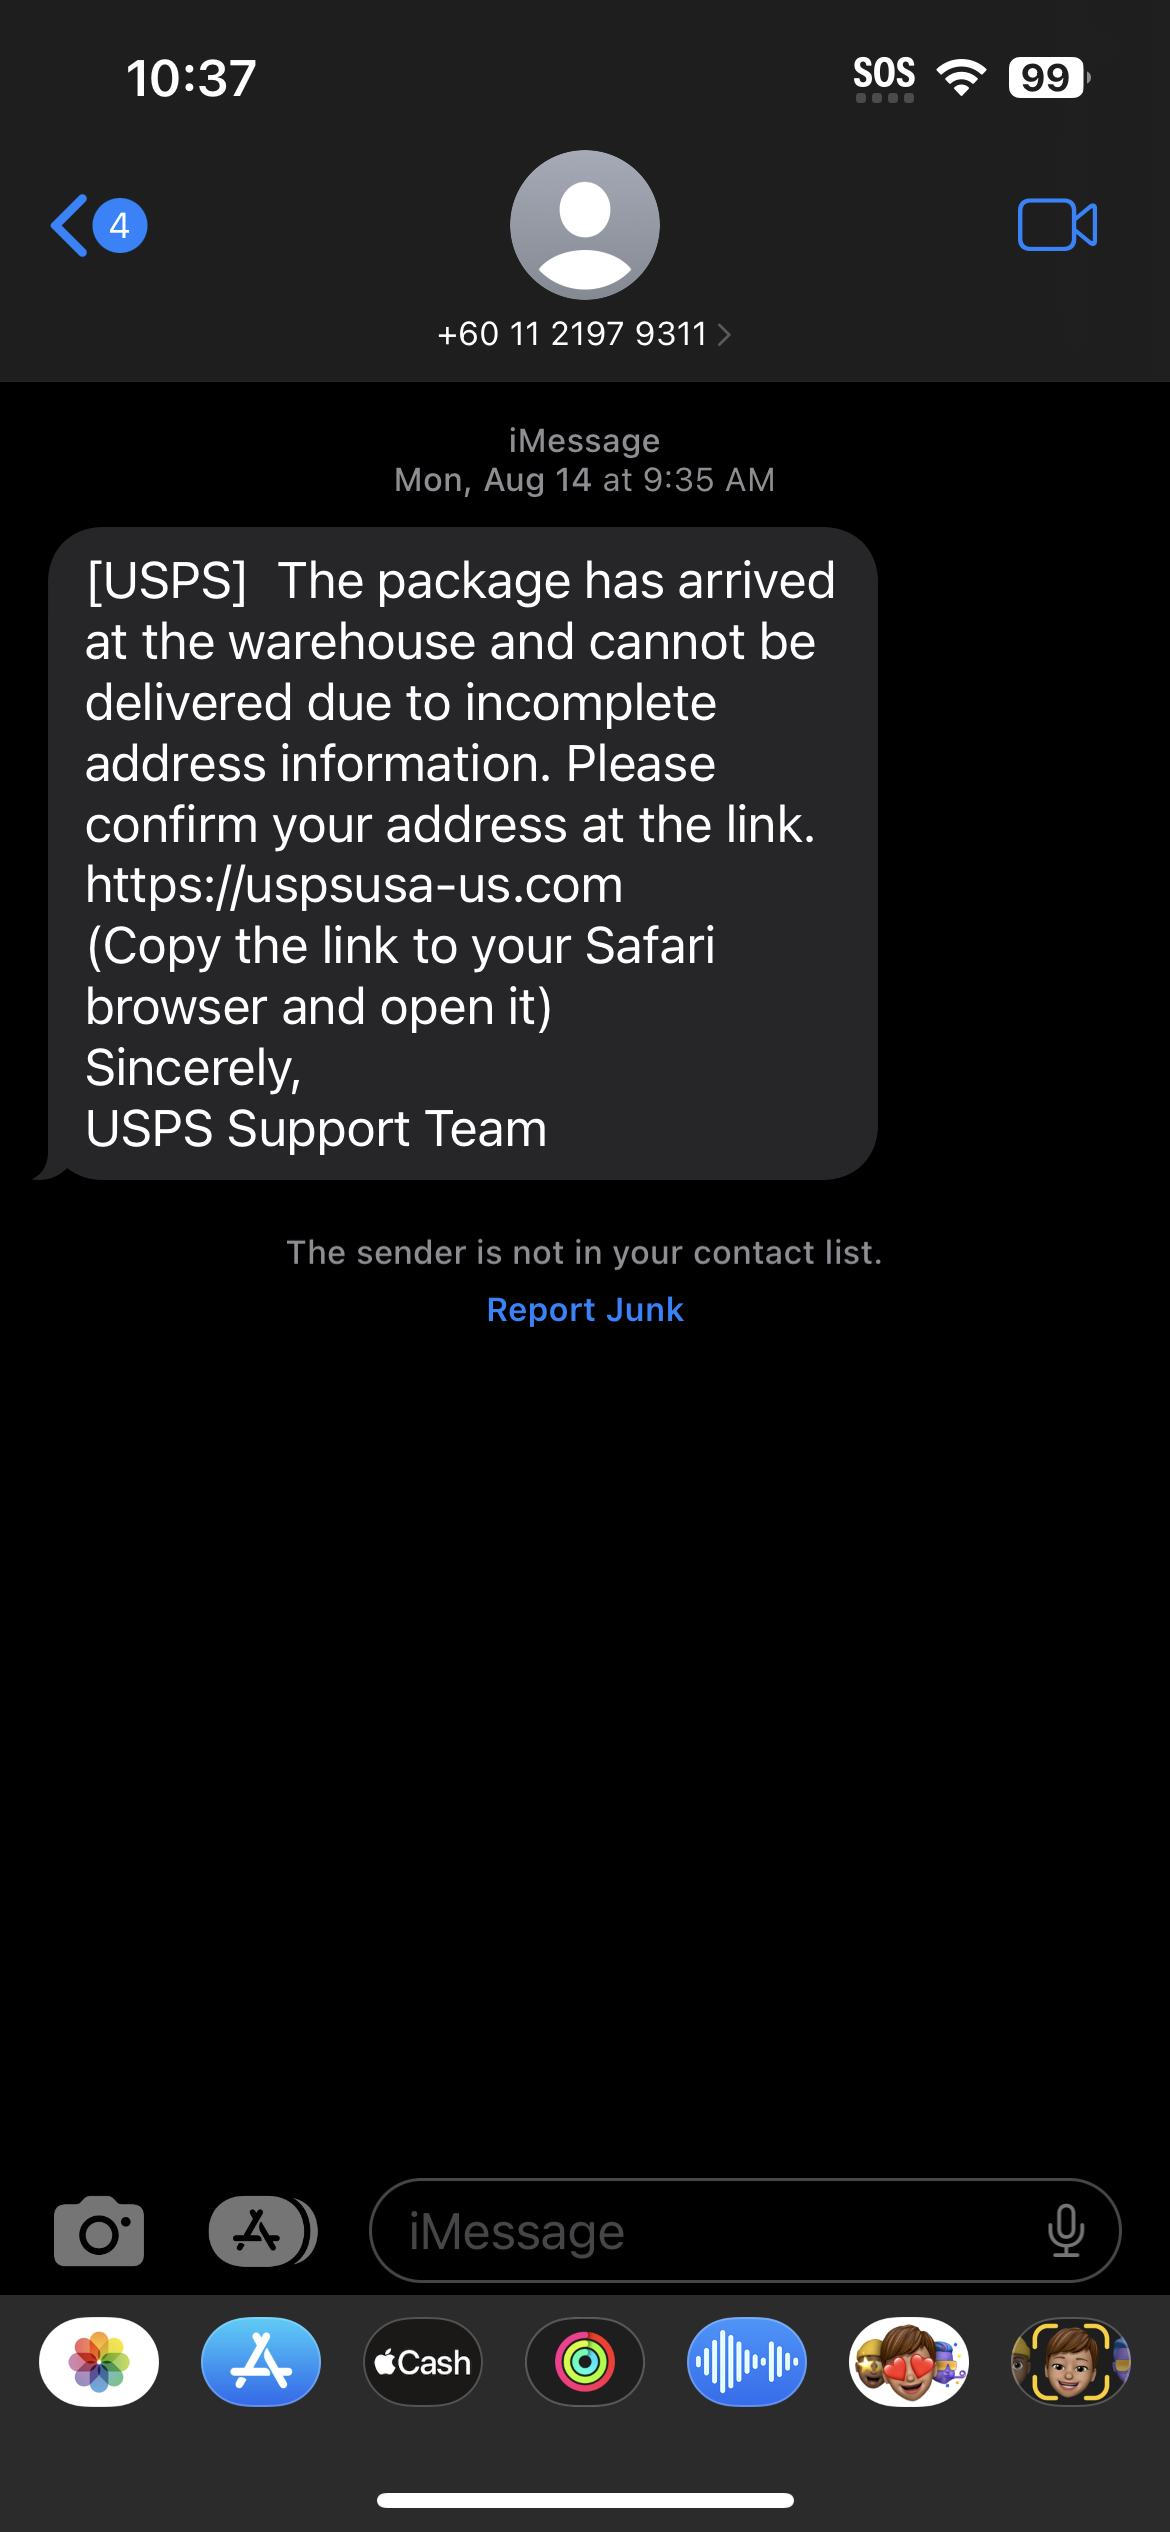 10:37
SOS
99
4
+60 11 2197 9311
iMessage
Mon, Aug 14 at 9:35 AM
[USPS]  The package has arrived
at the warehouse and cannot be
delivered due to incomplete
address information. Please
confirm your address at the link.
https://uspsusa-us.com
(Copy the link to your Safari
browser and open it)
Sincerely,
USPS Support Team
The sender is not in your contact list.
Report Junk
iMessage
Cash